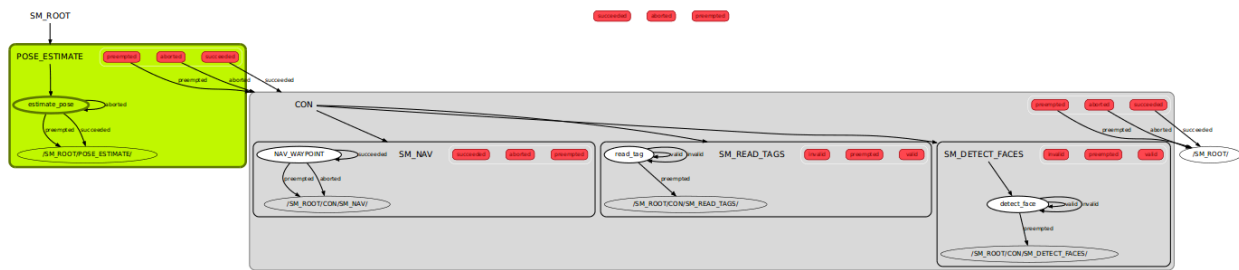 SM_ROOT
succeeded aborted preempted
POSE_ESTIMATE preempted aborted succeeded
preempted aborted succeeded
estimate_pose aborted
preempted succeeded
/SM_ROOT/POSE_ESTIMATE/
CON preempted aborted succeeded
preempted aborted succeeded
/SM_ROOT/
NAV_WAYPOINT succeeded SM_NAV succeeded aborted preempted
preempted aborted
/SM_ROOT/CON/SM_NAV/
read_tag valid invalid SM_READ_TAGS invalid preempted valid
preempted
/SM_ROOT/CON/SM_READ_TAGS/
SM_DETECT_FACES invalid preempted valid
detect_face valid invalid
preempted
/SM_ROOT/CON/SM_DETECT_FACES/